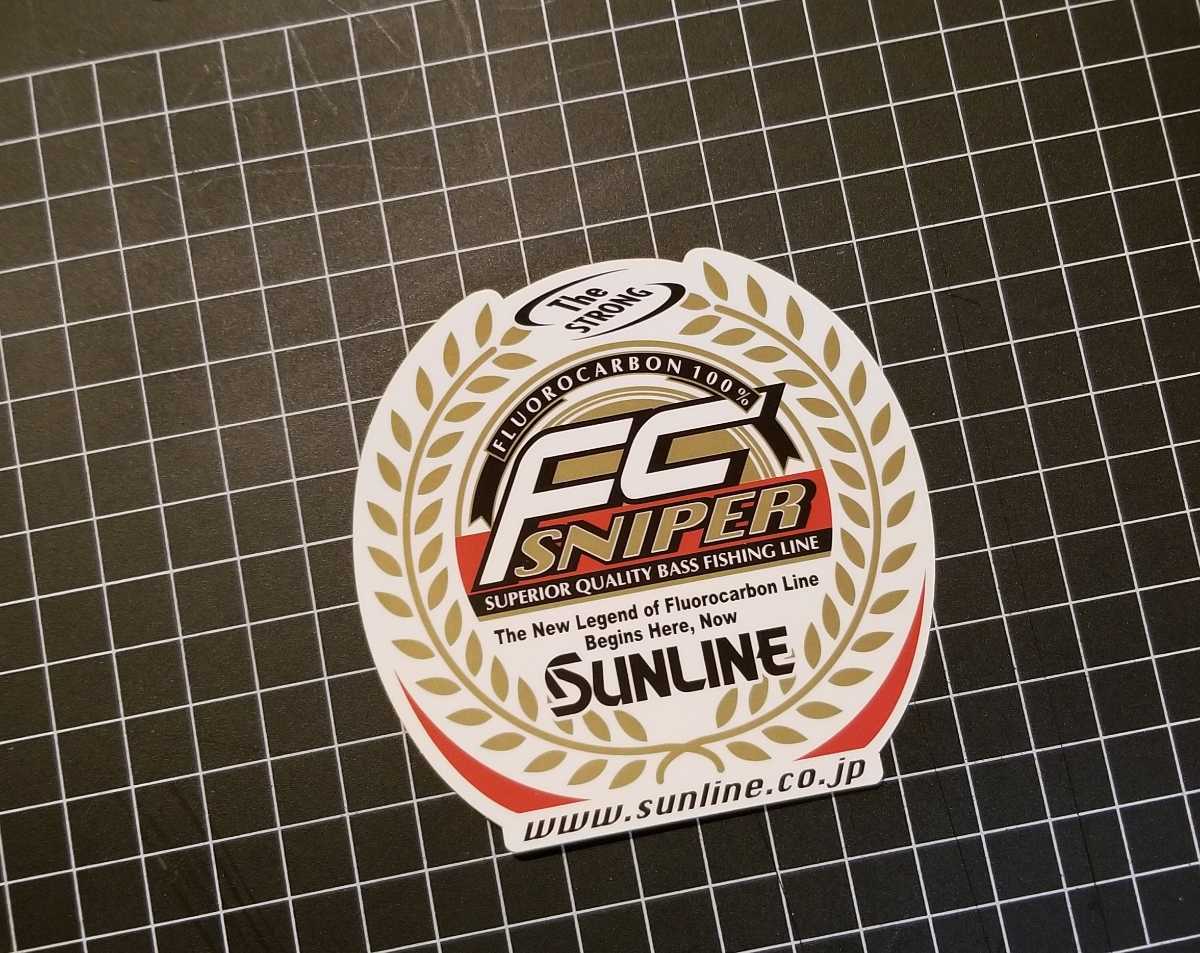 The
STRONG
FLUOROCARBON 100%
FC
SNIPER
SUPERIOR QUALITY BASS FISHING LINE
The New Legend of Fluorocarbon Line
Begins Here, Now
SUNLINE
www.sunline.co.jp